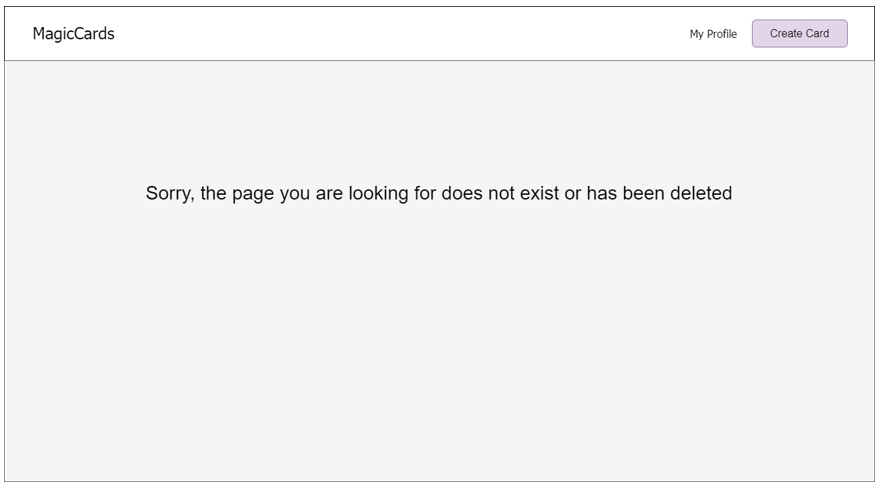 MagicCards
My Profile
Create Card
Sorry, the page you are looking for does not exist or has been deleted